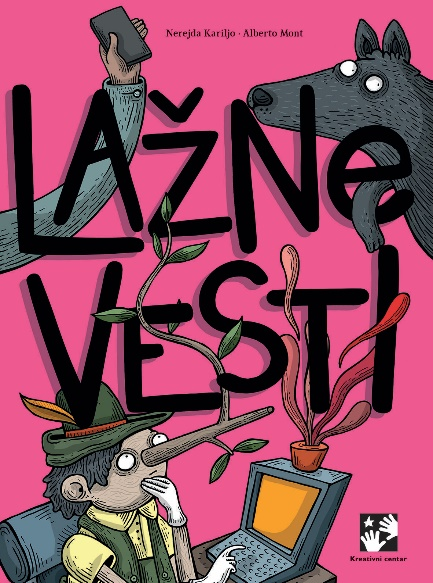 Nerejda Kariljo · Alberto Mont
LAŽNe
VESTI
Kreativni centar